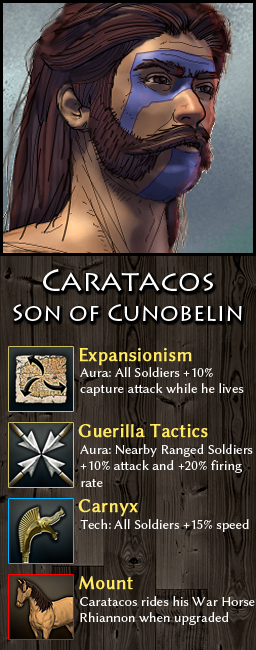 Caratacos
Son of Cunobelin
Expansionism
Aura: All Soldiers +10%
capture attack while he lives
Guerilla Tactics
Aura: Nearby Ranged Soldiers
+10% attack and +20% firing
rate
Carnyx
Tech: All Soldiers +15% speed
Mount
Caratacos rides his War Horse
Rhiannon when upgraded